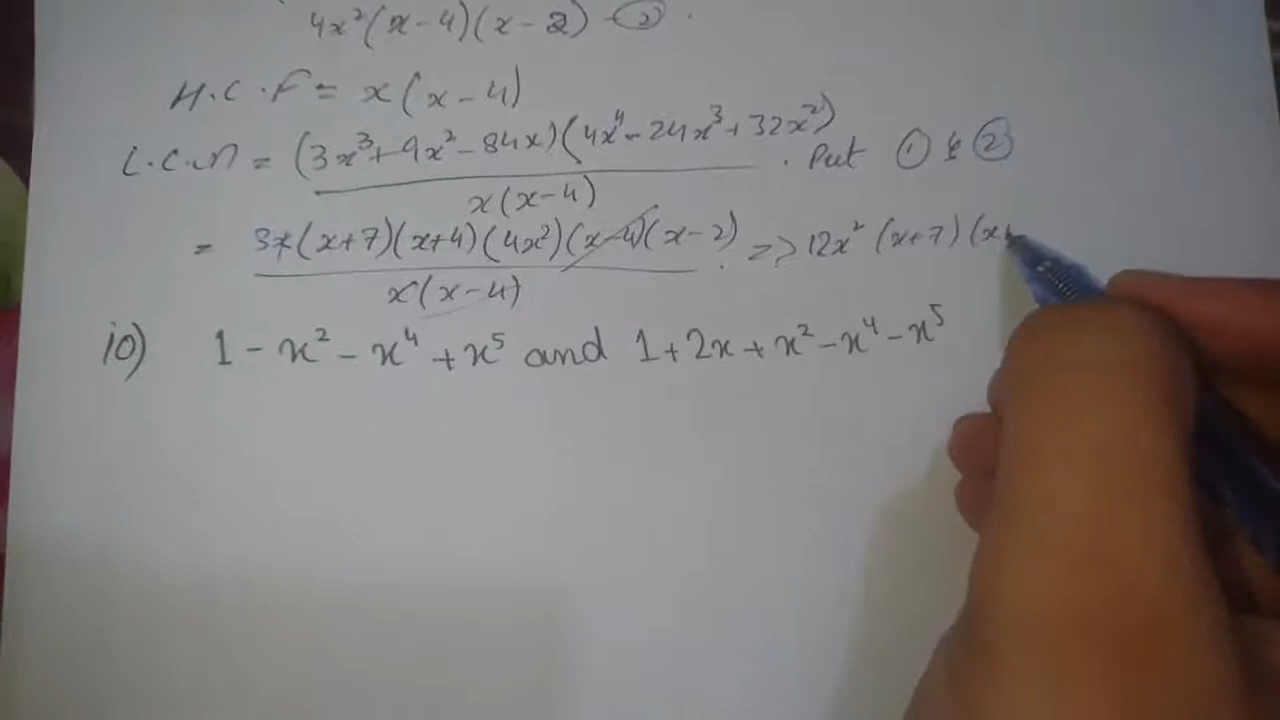 4x²(x-4)(x-2) - ②.
H.C.F = x(x-4)
L.C.M = (3x³+9x²-84x)(4x⁴-24x³+32x²) . Put ① & ②
x(x-4)
= 3x(x+7)(x+4)(4x²)(x-4)(x-2) . => 12x² (x+7)(x
x(x-4)
10) 1-x²-x⁴+x⁵ and 1+2x+x²-x⁴-x⁵